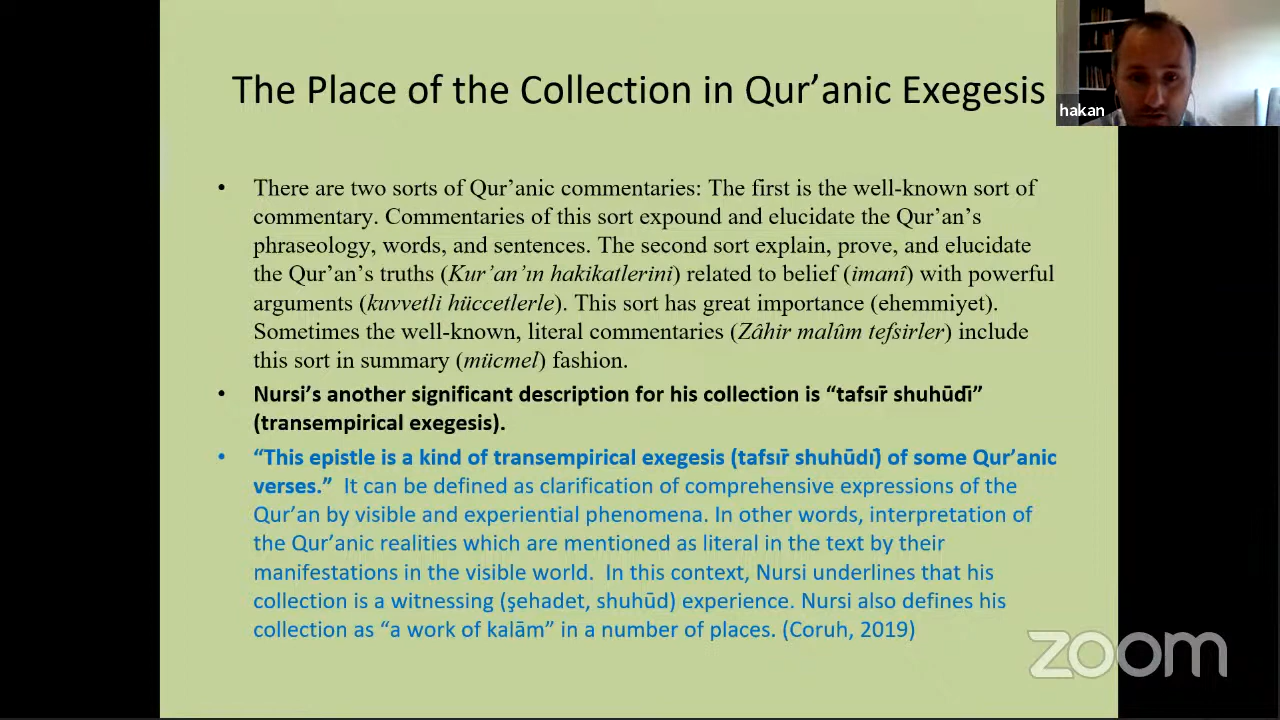 The Place of the Collection in Qur’anic Exegesis
hakan
• There are two sorts of Qur’anic commentaries: The first is the well-known sort of
commentary. Commentaries of this sort expound and elucidate the Qur’an’s
phraseology, words, and sentences. The second sort explain, prove, and elucidate
the Qur’an’s truths (Kur’an’ın hakikatlerini) related to belief (imanî) with powerful
arguments (kuvvetli hüccetlerle). This sort has great importance (ehemmiyet).
Sometimes the well-known, literal commentaries (Zâhir malûm tefsirler) include
this sort in summary (mücmel) fashion.
• Nursi’s another significant description for his collection is “tafsīr shuhūdī”
(transempirical exegesis).
• “This epistle is a kind of transempirical exegesis (tafsīr shuhūdī) of some Qur’anic
verses.” It can be defined as clarification of comprehensive expressions of the
Qur’an by visible and experiential phenomena. In other words, interpretation of
the Qur’anic realities which are mentioned as literal in the text by their
manifestations in the visible world. In this context, Nursi underlines that his
collection is a witnessing (şehadet, shuhūd) experience. Nursi also defines his
collection as “a work of kalām” in a number of places. (Coruh, 2019)
zoom